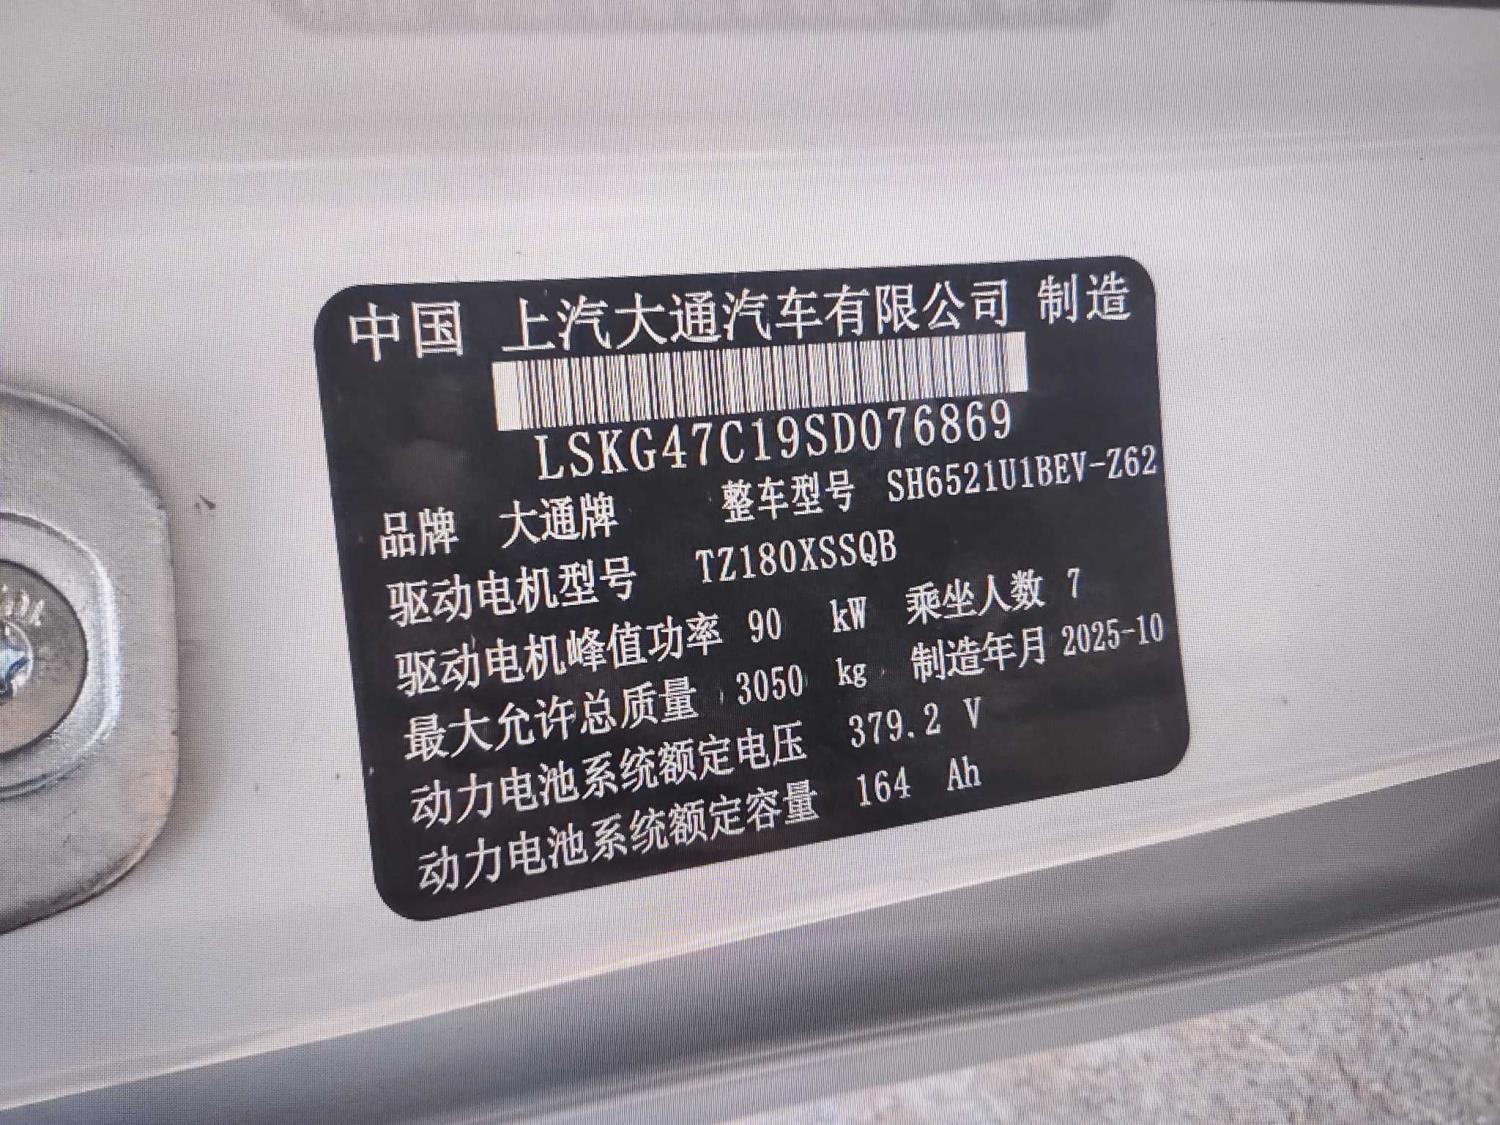 中国 上汽大通汽车有限公司 制造
LSKG47C19SD076869
品牌 大通牌 整车型号 SH6521U1BEV-Z62
驱动电机型号 TZ180XSSQB
驱动电机峰值功率 90 kW 乘坐人数 7
最大允许总质量 3050 kg 制造年月 2025-10
动力电池系统额定电压 379.2 V
动力电池系统额定容量 164 Ah